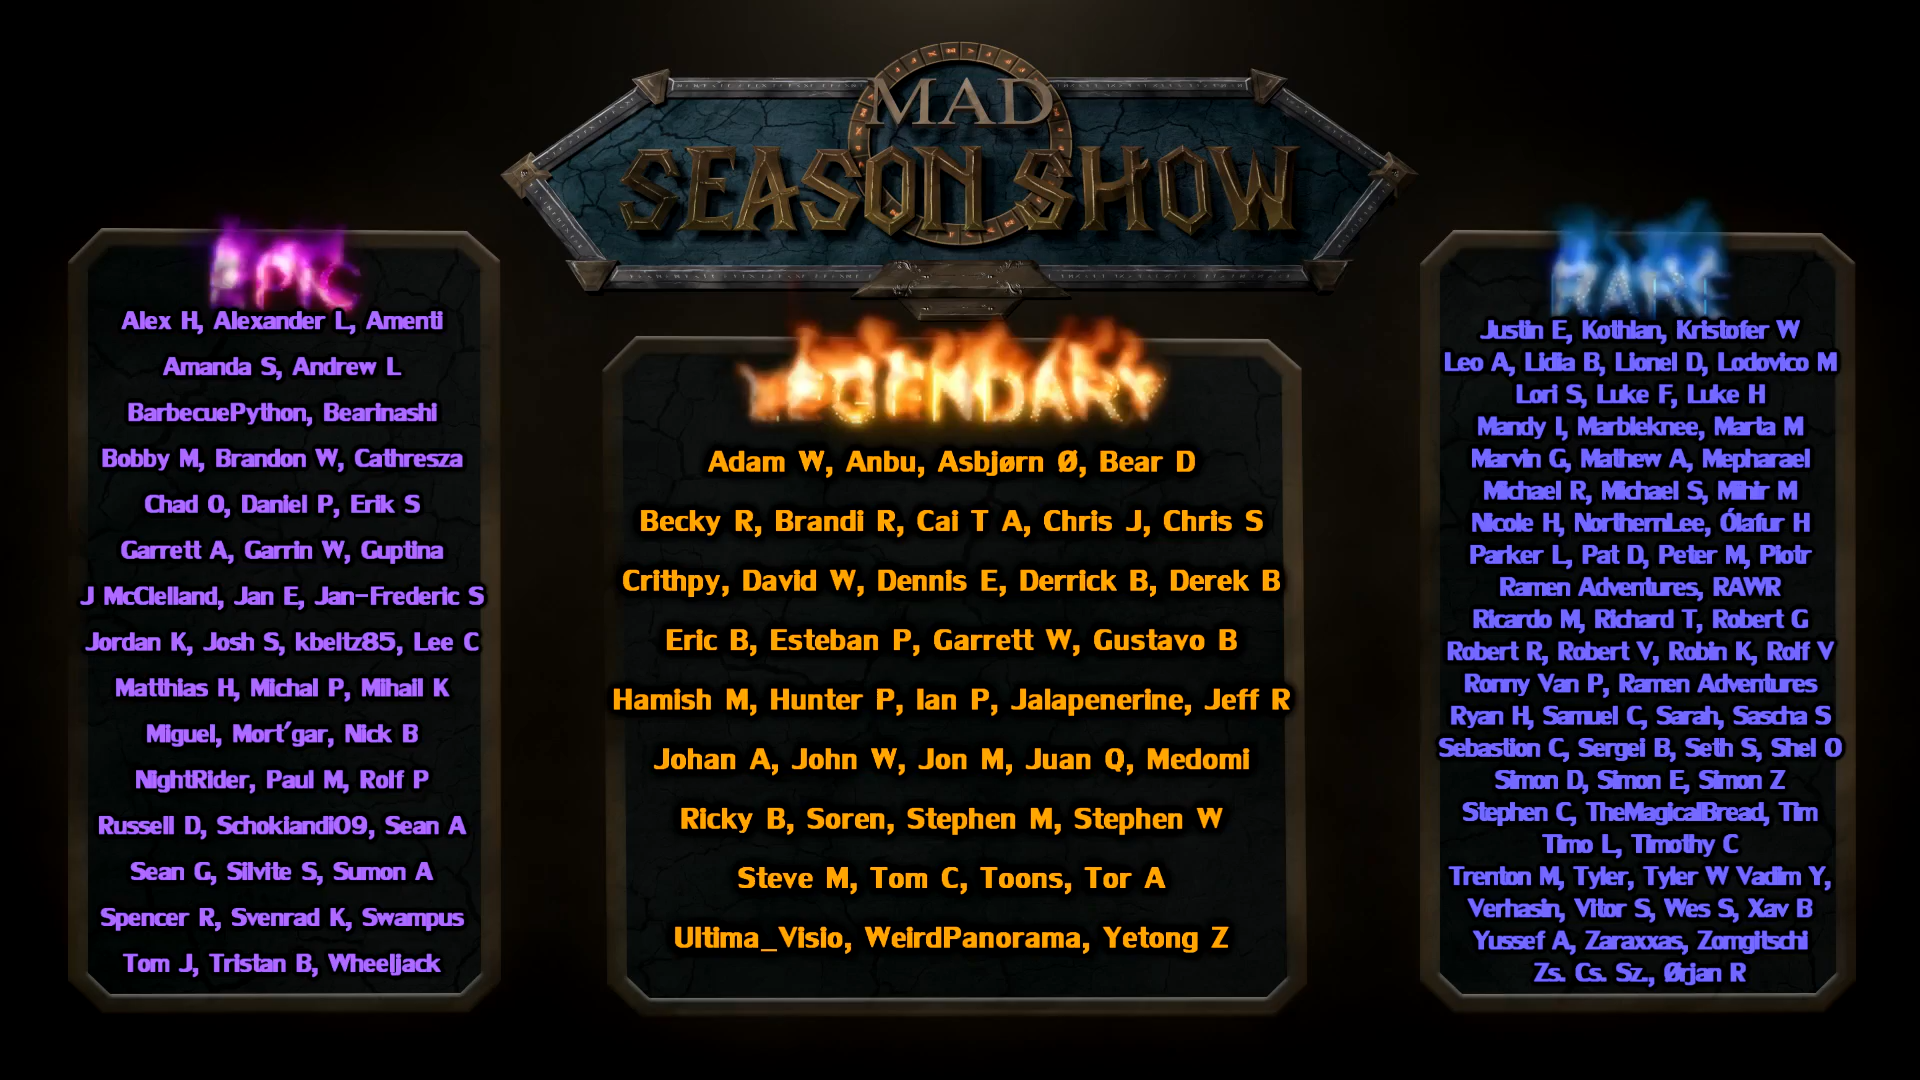 MAD
SEASON SHOW
EPIC
Alex H, Alexander L, Amenti
Amanda S, Andrew L
BarbecuePython, Bearinashi
Bobby M, Brandon W, Cathresza
Chad O, Daniel P, Erik S
Garrett A, Garrin W, Guptina
J McClelland, Jan E, Jan-Frederic S
Jordan K, Josh S, kbeltz85, Lee C
Matthias H, Michal P, Mihail K
Miguel, Mort'gar, Nick B
NightRider, Paul M, Rolf P
Russell D, Schokiandi09, Sean A
Sean G, Silvite S, Sumon A
Spencer R, Svenrad K, Swampus
Tom J, Tristan B, Wheeljack
LEGENDARY
Adam W, Anbu, Asbjørn Ø, Bear D
Becky R, Brandi R, Cai T A, Chris J, Chris S
Crithpy, David W, Dennis E, Derrick B, Derek B
Eric B, Esteban P, Garrett W, Gustavo B
Hamish M, Hunter P, Ian P, Jalapenerine, Jeff R
Johan A, John W, Jon M, Juan Q, Medomi
Ricky B, Soren, Stephen M, Stephen W
Steve M, Tom C, Toons, Tor A
Ultima_Visio, WeirdPanorama, Yetong Z
RARE
Justin E, Kothlan, Kristofer W
Leo A, Lidia B, Lionel D, Lodovico M
Lori S, Luke F, Luke H
Mandy I, Marbleknee, Marta M
Marvin G, Mathew A, Mepharael
Michael R, Michael S, Mihir M
Nicole H, NorthernLee, Ólafur H
Parker L, Pat D, Peter M, Piotr
Ramen Adventures, RAWR
Ricardo M, Richard T, Robert G
Robert R, Robert V, Robin K, Rolf V
Ronny Van P, Ramen Adventures
Ryan H, Samuel C, Sarah, Sascha S
Sebastion C, Sergei B, Seth S, Shel O
Simon D, Simon E, Simon Z
Stephen C, TheMagicalBread, Tim
Timo L, Timothy C
Trenton M, Tyler, Tyler W Vadim Y,
Verhasin, Vitor S, Wes S, Xav B
Yussef A, Zaraxxas, Zomgitschi
Zs. Cs. Sz., Ørjan R